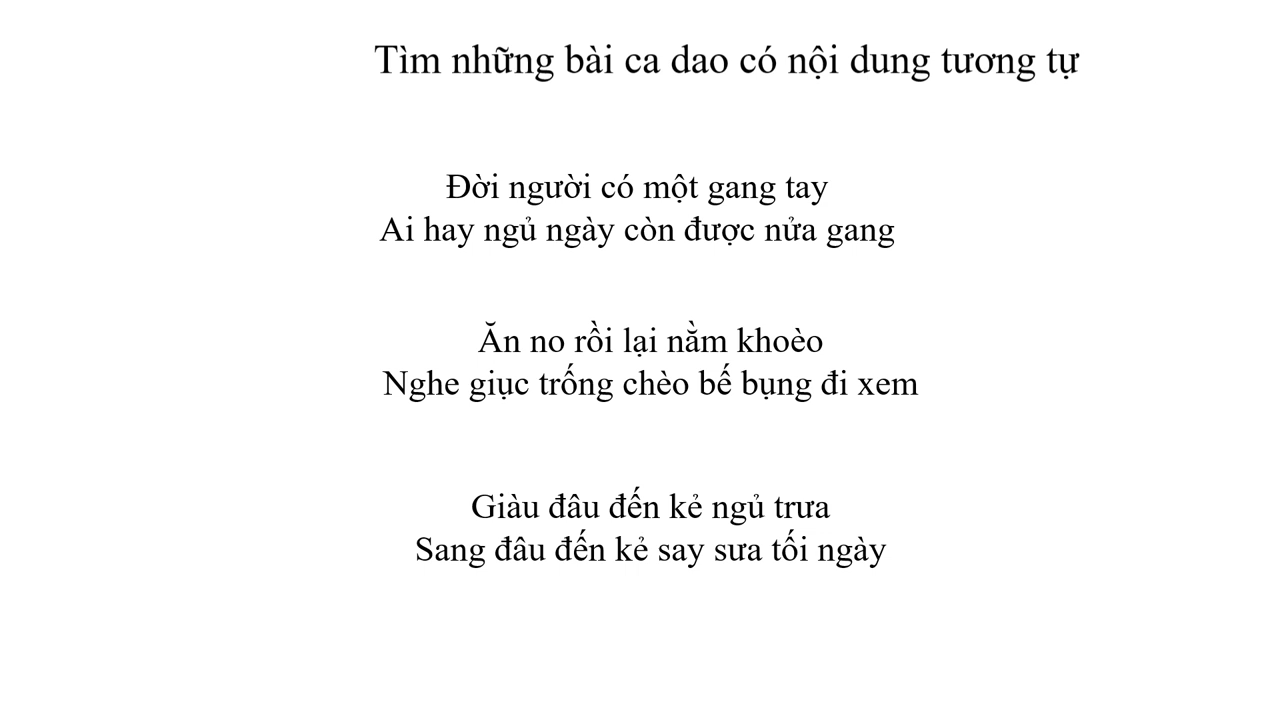 Tìm những bài ca dao có nội dung tương tự
Đời người có một gang tay
Ai hay ngủ ngày còn được nửa gang
Ăn no rồi lại nằm khoèo
Nghe giục trống chèo bế bụng đi xem
Giàu đâu đến kẻ ngủ trưa
Sang đâu đến kẻ say sưa tối ngày